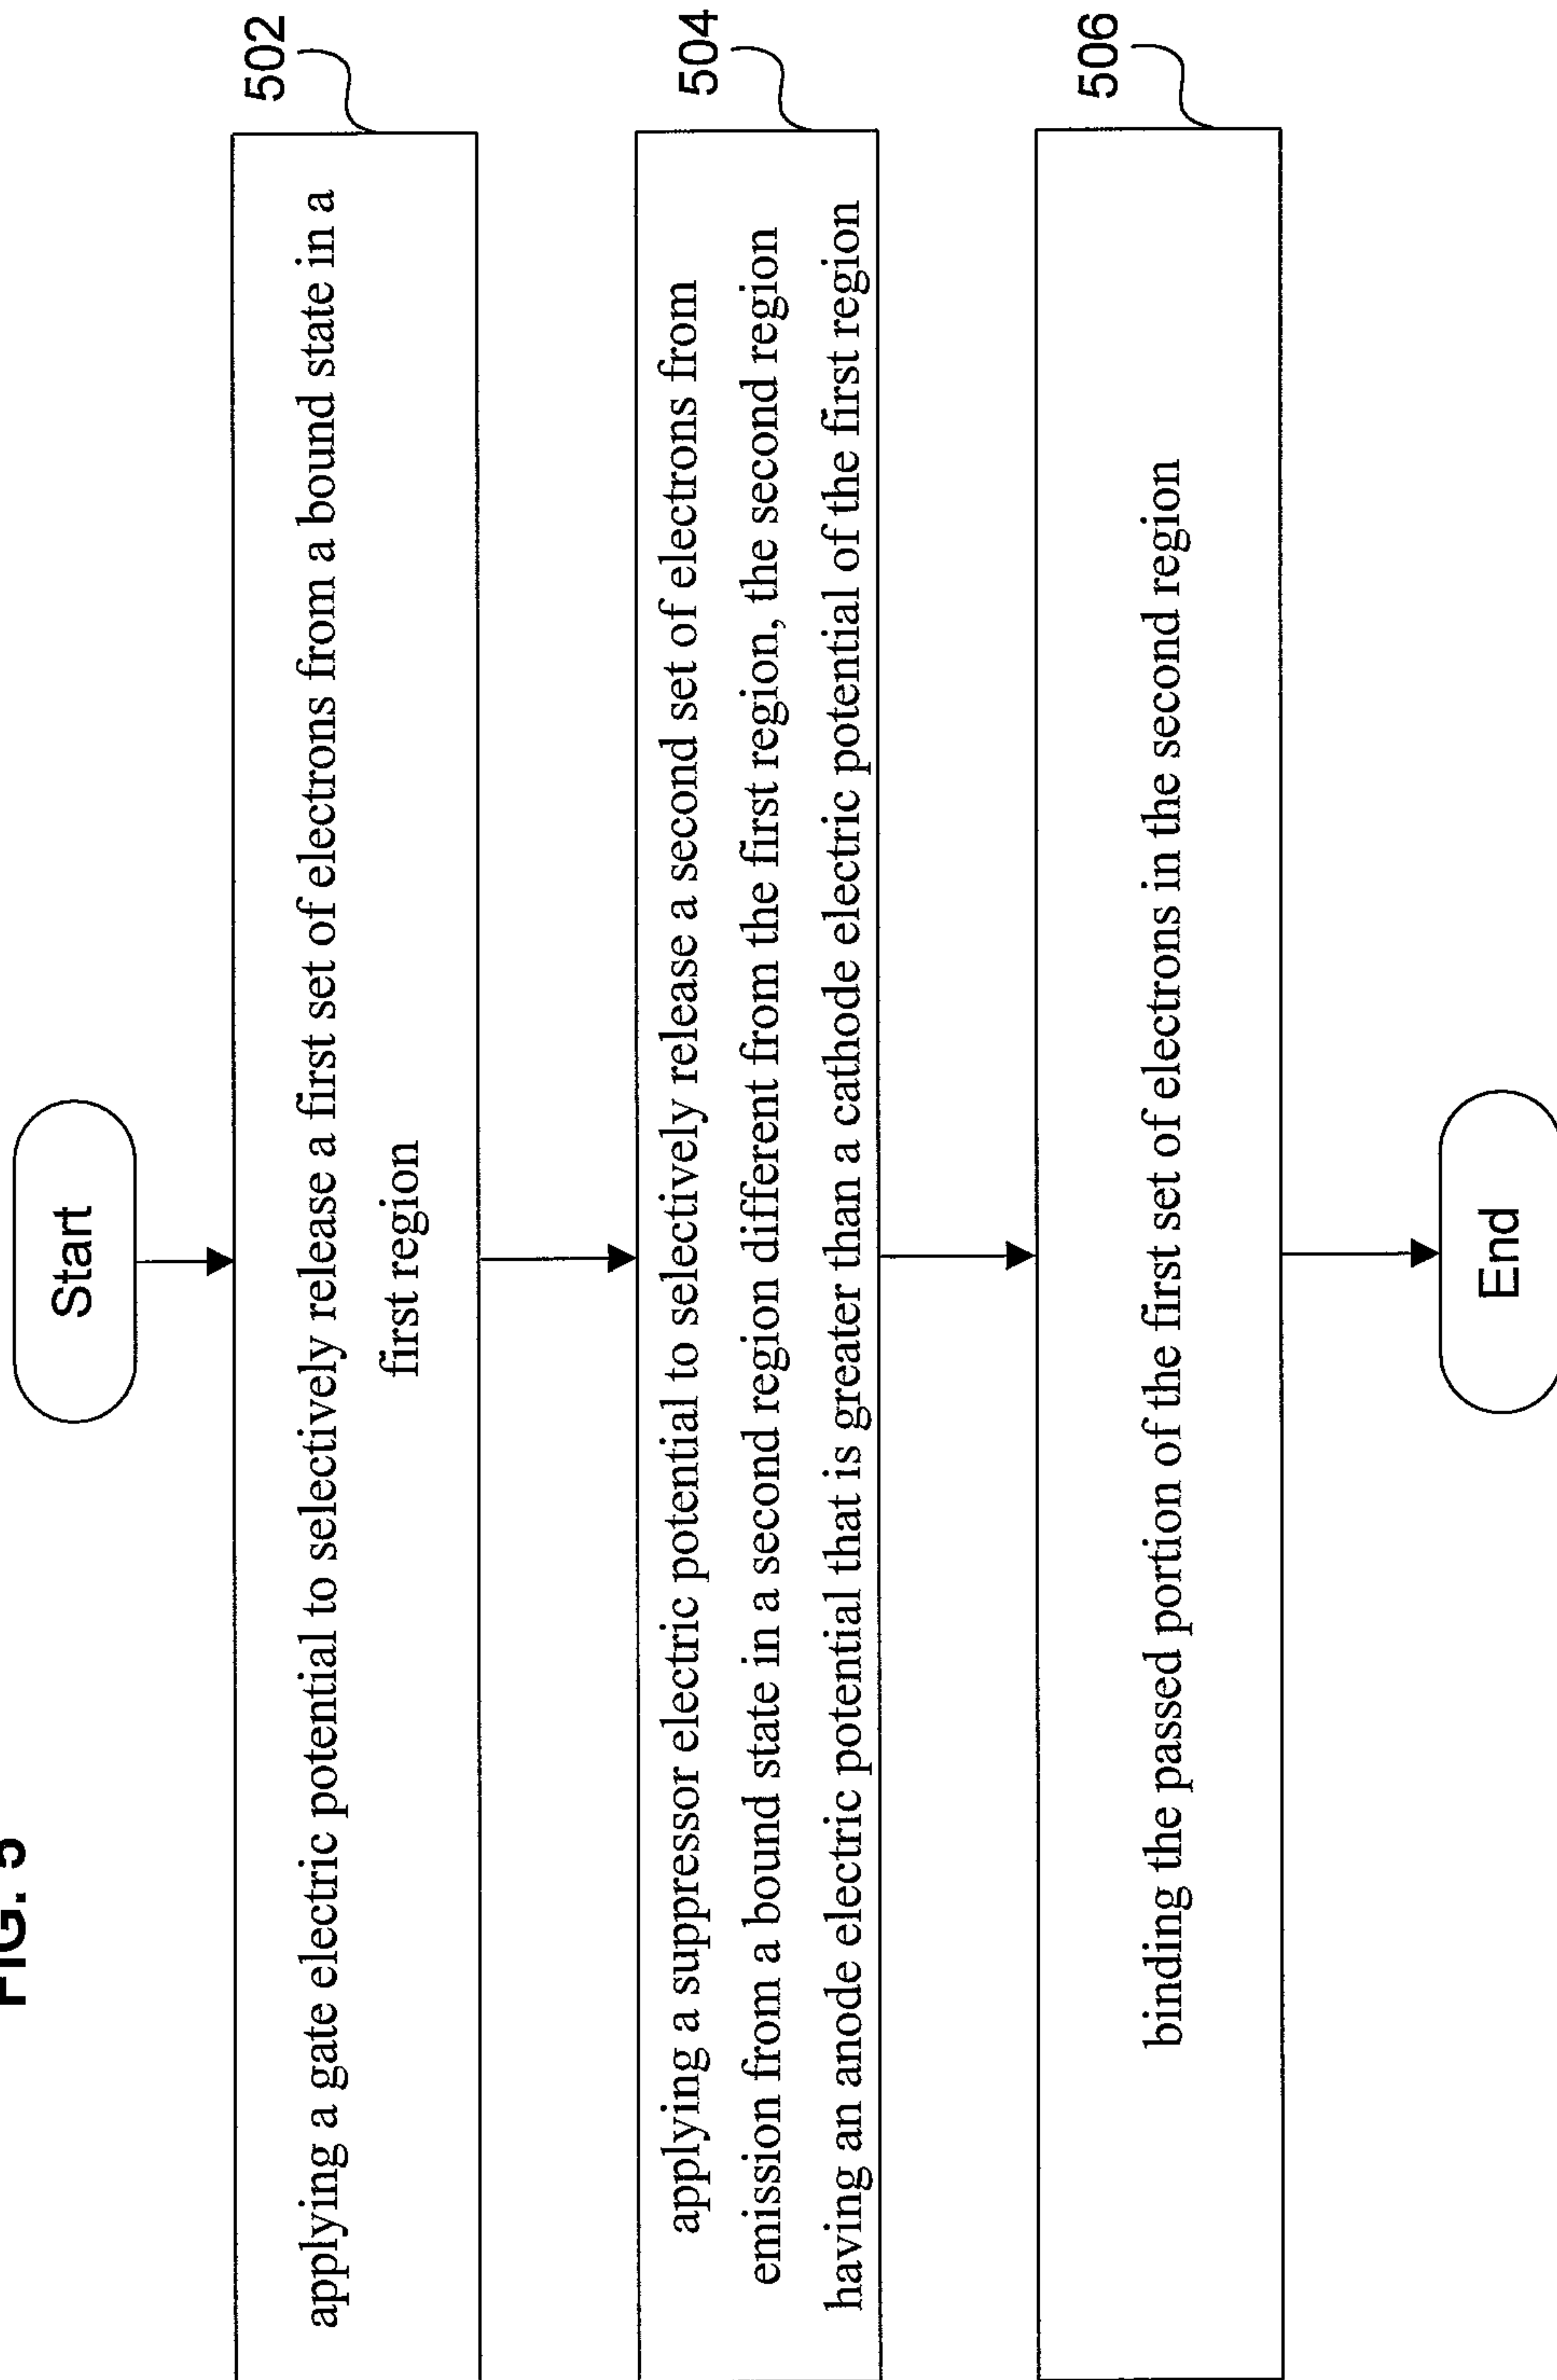 FIG. 5
Start
502
applying a gate electric potential to selectively release a first set of electrons from a bound state in a
first region
504
applying a suppressor electric potential to selectively release a second set of electrons from
emission from a bound state in a second region different from the first region, the second region
having an anode electric potential that is greater than a cathode electric potential of the first region
506
binding the passed portion of the first set of electrons in the second region
End